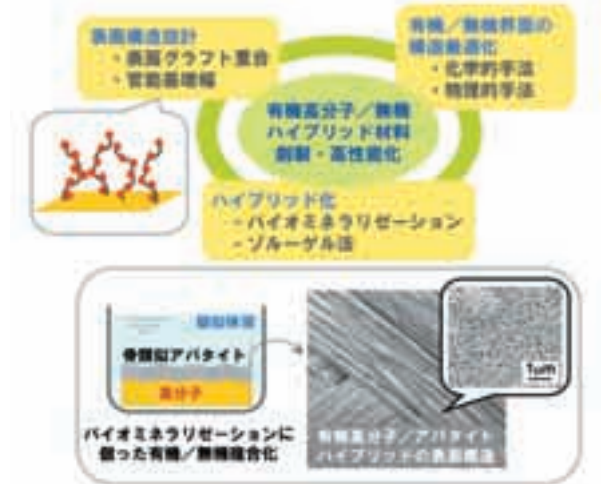 表面構造設計
・表面グラフト重合
・官能基増幅
有機／無機界面の
構造最適化
・化学的手法
・物理的手法
有機高分子／無機
ハイブリッド材料
創製・高性能化
ハイブリッド化
・バイオミネラリゼーション
・ゾルーゲル法
擬似体液
骨類似アパタイト
高分子
バイオミネラリゼーションに
倣った有機／無機複合化
1μm
有機高分子／アパタイト
ハイブリッドの表面構造